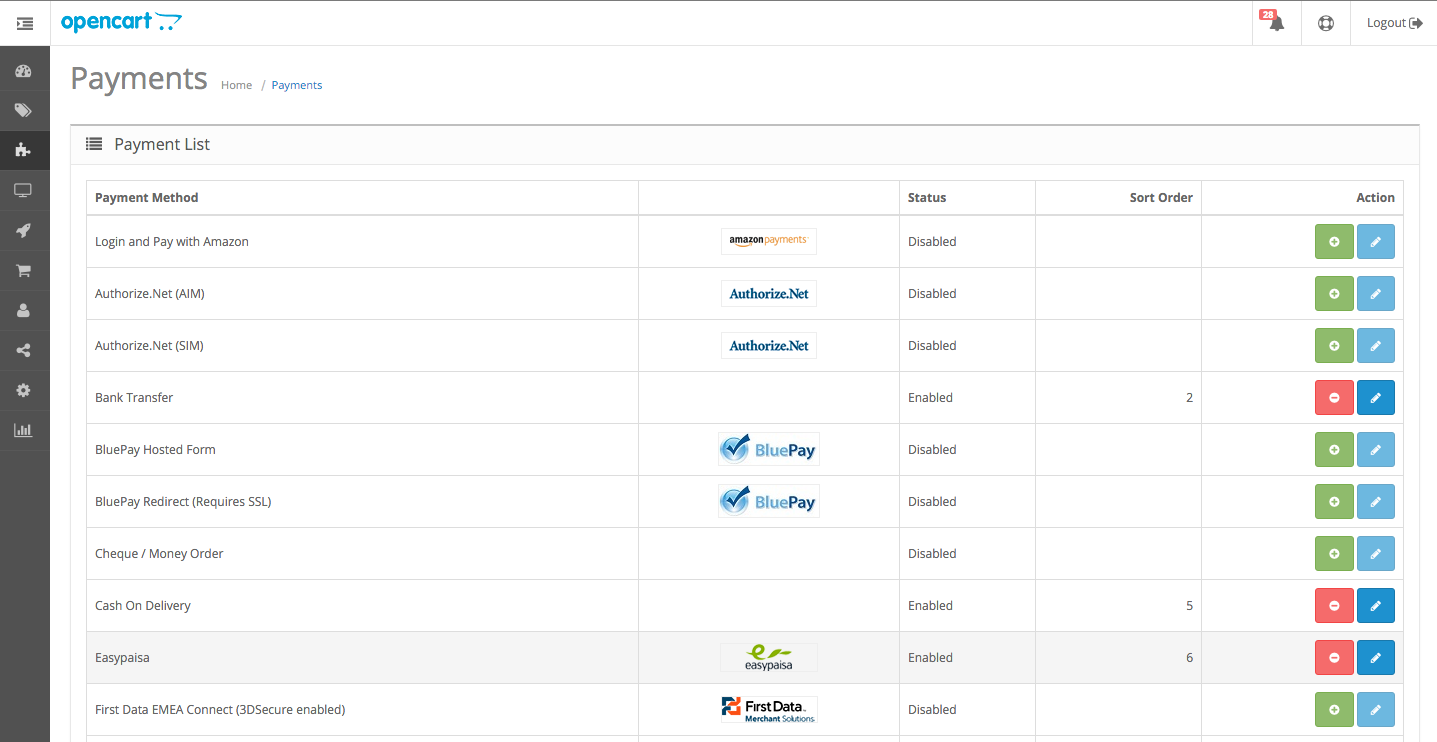 opencart
28
Logout
Payments Home / Payments
Payment List
Payment Method Status Sort Order Action
Login and Pay with Amazon amazon payments Disabled
Authorize.Net (AIM) Authorize.Net Disabled
Authorize.Net (SIM) Authorize.Net Disabled
Bank Transfer Enabled 2
BluePay Hosted Form BluePay Disabled
BluePay Redirect (Requires SSL) BluePay Disabled
Cheque / Money Order Disabled
Cash On Delivery Enabled 5
Easypaisa easypaisa Enabled 6
First Data EMEA Connect (3DSecure enabled) First Data. Merchant Solutions. Disabled